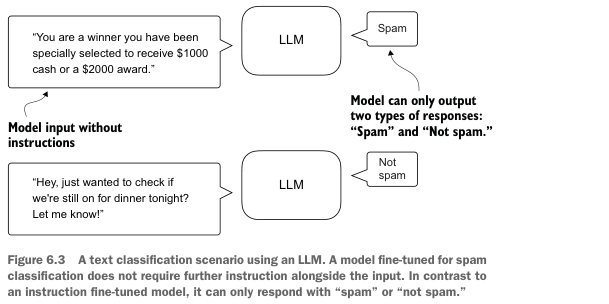 “You are a winner you have been
specially selected to receive $1000
cash or a $2000 award.”
LLM
Spam
Model input without
instructions
Model can only output
two types of responses:
“Spam” and “Not spam.”
“Hey, just wanted to check if
we're still on for dinner tonight?
Let me know!”
LLM
Not
spam
Figure 6.3 A text classification scenario using an LLM. A model fine-tuned for spam
classification does not require further instruction alongside the input. In contrast to
an instruction fine-tuned model, it can only respond with “spam” or “not spam.”